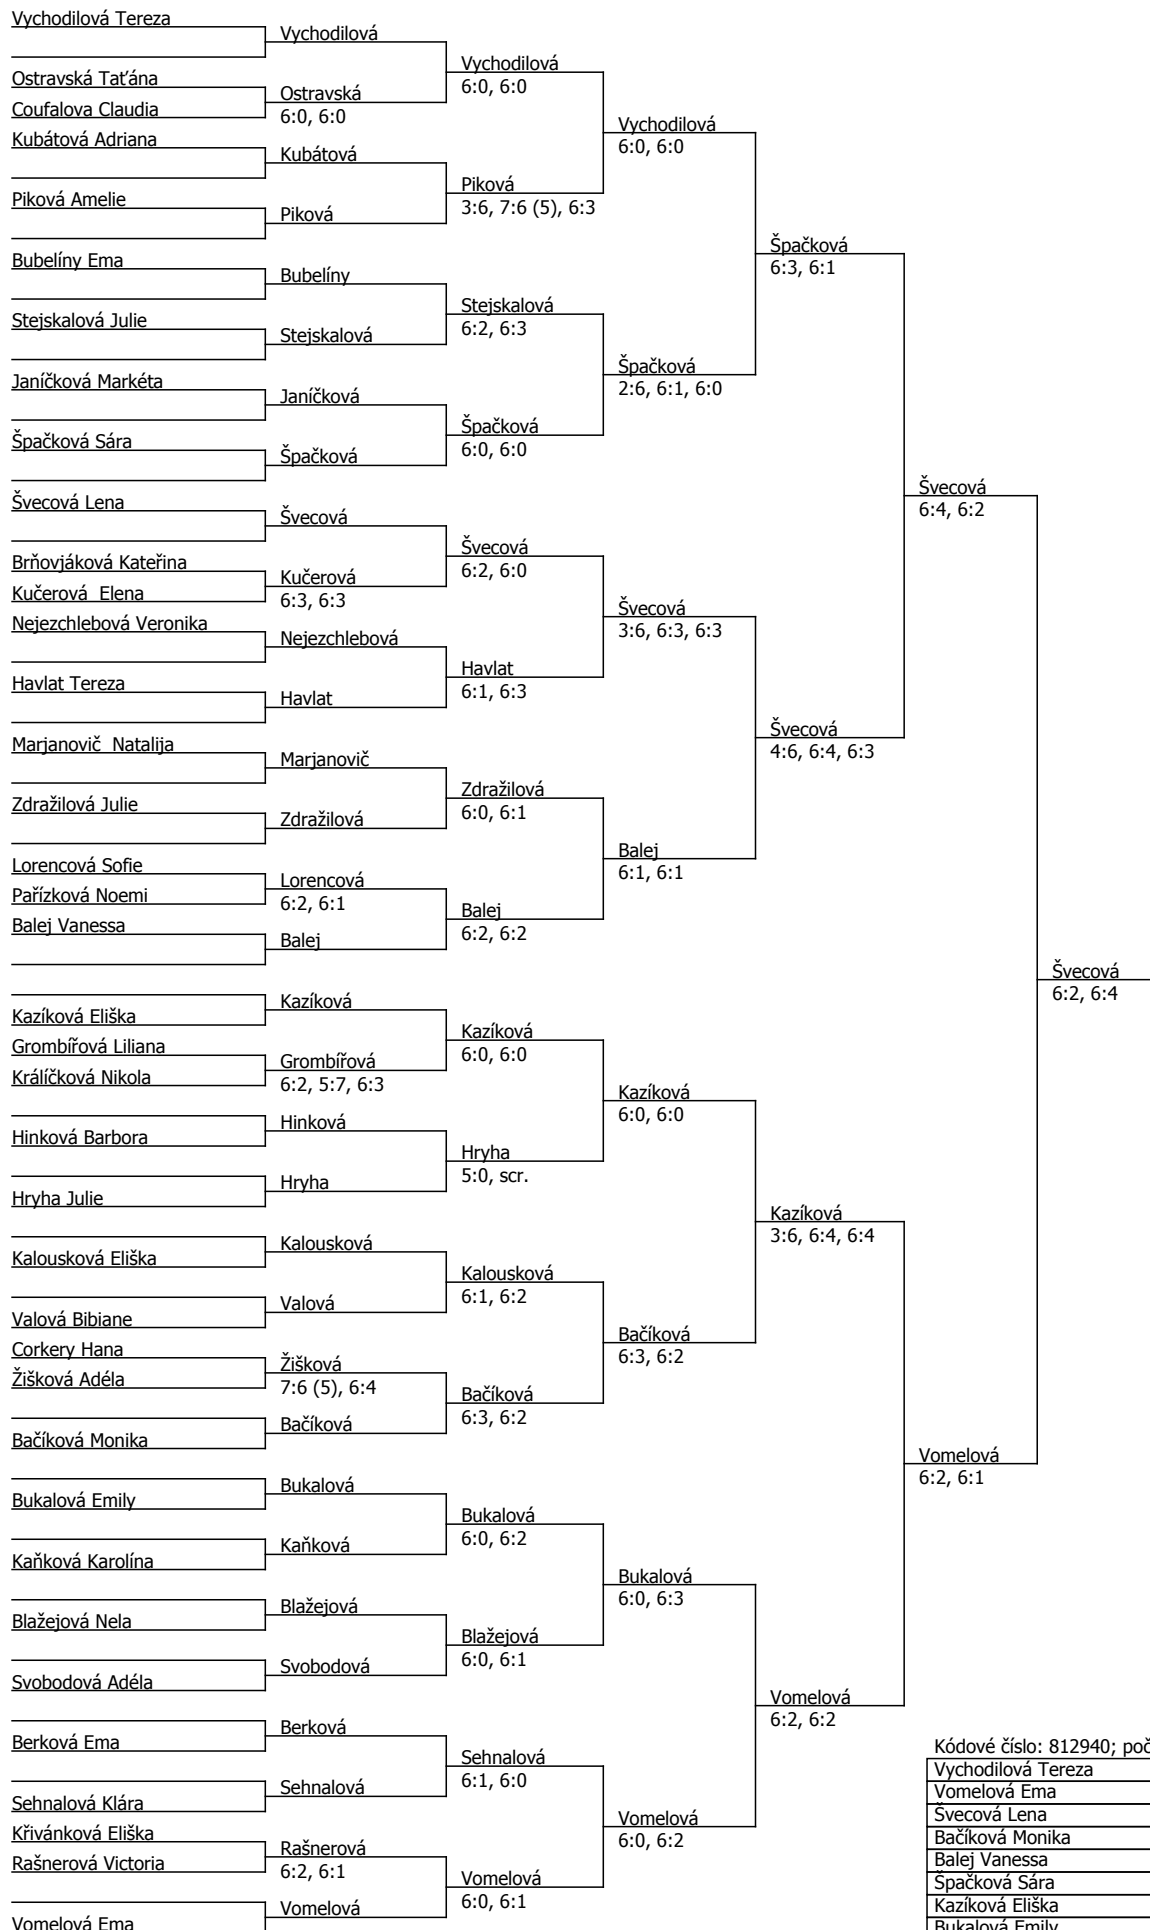 Vychodilová Tereza
Ostravská Taťána
Coufalova Claudia
Kubátová Adriana
Piková Amelie
Bubelíny Ema
Stejskalová Julie
Janíčková Markéta
Špačková Sára
Švecová Lena
Brňovjáková Kateřina
Kučerová  Elena
Nejezchlebová Veronika
Havlat Tereza
Marjanovič  Natalija
Zdražilová Julie
Lorencová Sofie
Pařízková Noemi
Balej Vanessa
Kazíková Eliška
Grombířová Liliana
Králíčková Nikola
Hinková Barbora
Hryha Julie
Kalousková Eliška
Valová Bibiane
Corkery Hana
Žišková Adéla
Bačíková Monika
Bukalová Emily
Kaňková Karolína
Blažejová Nela
Svobodová Adéla
Berková Ema
Sehnalová Klára
Křivánková Eliška
Rašnerová Victoria
Vomelová Ema
Vychodilová
Ostravská
6:0, 6:0
Kubátová
Piková
Bubelíny
Stejskalová
Janíčková
Špačková
Švecová
Kučerová
6:3, 6:3
Nejezchlebová
Havlat
Marjanovič
Zdražilová
Lorencová
6:2, 6:1
Balej
Kazíková
Grombířová
6:2, 5:7, 6:3
Hinková
Hryha
Kalousková
Valová
Žišková
7:6 (5), 6:4
Bačíková
Bukalová
Kaňková
Blažejová
Svobodová
Berková
Sehnalová
Rašnerová
6:2, 6:1
Vomelová
Vychodilová
6:0, 6:0
Piková
3:6, 7:6 (5), 6:3
Stejskalová
6:2, 6:3
Špačková
6:0, 6:0
Švecová
6:2, 6:0
Havlat
6:1, 6:3
Zdražilová
6:0, 6:1
Balej
6:2, 6:2
Kazíková
6:0, 6:0
Hryha
5:0, scr.
Kalousková
6:1, 6:2
Bačíková
6:3, 6:2
Bukalová
6:0, 6:2
Blažejová
6:0, 6:1
Sehnalová
6:1, 6:0
Vomelová
6:0, 6:1
Vychodilová
6:0, 6:0
Špačková
2:6, 6:1, 6:0
Švecová
3:6, 6:3, 6:3
Balej
6:1, 6:1
Kazíková
6:0, 6:0
Bačíková
6:3, 6:2
Bukalová
6:0, 6:3
Vomelová
6:0, 6:2
Špačková
6:3, 6:1
Švecová
4:6, 6:4, 6:3
Kazíková
3:6, 6:4, 6:4
Vomelová
6:2, 6:2
Švecová
6:4, 6:2
Vomelová
6:2, 6:1
Švecová
6:2, 6:4
Kódové číslo: 812940; poč
Vychodilová Tereza
Vomelová Ema
Švecová Lena
Bačíková Monika
Balej Vanessa
Špačková Sára
Kazíková Eliška
Bukalová Emily